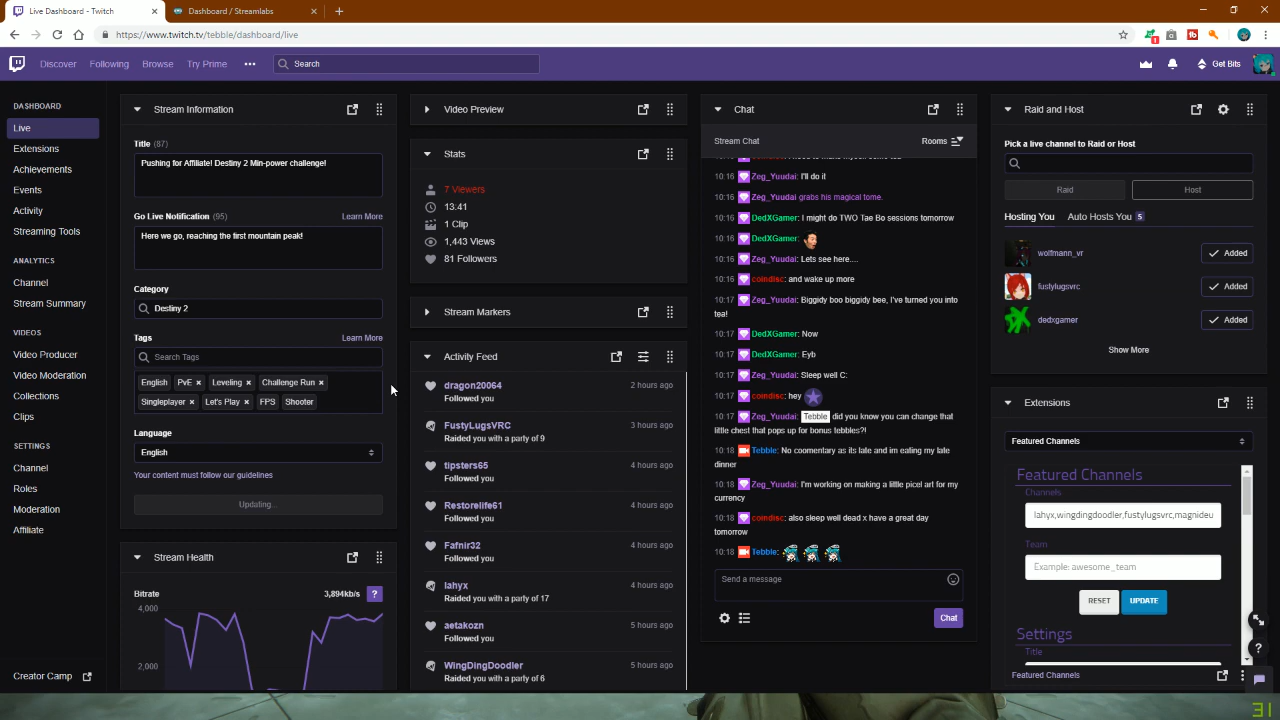 Live Dashboard - Twitch
Dashboard / Streamlabs
https://www.twitch.tv/tebble/dashboard/live
1
Discover
Following
Browse
Try Prime
Search
Get Bits
DASHBOARD
Live
Extensions
Achievements
Events
Activity
Streaming Tools
ANALYTICS
Channel
Stream Summary
VIDEOS
Video Producer
Video Moderation
Collections
Clips
SETTINGS
Channel
Roles
Moderation
Affiliate
Creator Camp
Stream Information
Title (87)
Pushing for Affiliate! Destiny 2 Min-power challenge!
Go Live Notification (95)
Learn More
Here we go, reaching the first mountain peak!
Category
Destiny 2
Tags
Learn More
Search Tags
English PvE × Leveling × Challenge Run ×
Singleplayer × Let's Play × FPS Shooter
Language
English
Your content must follow our guidelines
Updating...
Stream Health
Bitrate
3,894kb/s
?
4,000
2,000
Video Preview
Stats
7 Viewers
13:41
1 Clip
1,443 Views
81 Followers
Stream Markers
Activity Feed
dragon20064 2 hours ago
Followed you
FustyLugsVRC 3 hours ago
Raided you with a party of 9
tipsters65 4 hours ago
Followed you
Restorelife61 4 hours ago
Followed you
Fafnir32 4 hours ago
Followed you
lahyx 4 hours ago
Raided you with a party of 17
aetakozn 5 hours ago
Followed you
WingDingDoodler 5 hours ago
Raided you with a party of 6
Chat
Stream Chat
Rooms
10:16 Zeg_Yuudai: I'll do it
10:16 Zeg_Yuudai grabs his magical tome.
10:16 DedXGamer: I might do TWO Tae Bo sessions tomorrow
10:16 DedXGamer:
10:16 Zeg_Yuudai: Lets see here....
10:16 coindisc: and wake up more
10:17 Zeg_Yuudai: Biggidy boo biggidy bee, I've turned you into
tea!
10:17 DedXGamer: Now
10:17 DedXGamer: Eyb
10:17 Zeg_Yuudai: Sleep well C:
10:17 coindisc: hey
10:17 Zeg_Yuudai: Tebble did you know you can change that
little chest that pops up for bonus tebbles?!
10:18 Tebble: No coomentary as its late and im eating my late
dinner
10:18 Zeg_Yuudai: I'm working on making a little picel art for my
currency
10:18 coindisc: also sleep well dead x have a great day
tomorrow
10:18 Tebble:
Send a message
Chat
Raid and Host
Pick a live channel to Raid or Host
Raid
Host
Hosting You
Auto Hosts You 5
wolfmann_vr Added
fustylugsvrc Added
dedxgamer Added
Show More
Extensions
Featured Channels
Featured Channels
Channels
lahyx,wingdingdoodler,fustylugsvrc,magnideu
Team
Example: awesome_team
RESET
UPDATE
Settings
Title
Featured Channels
?
31